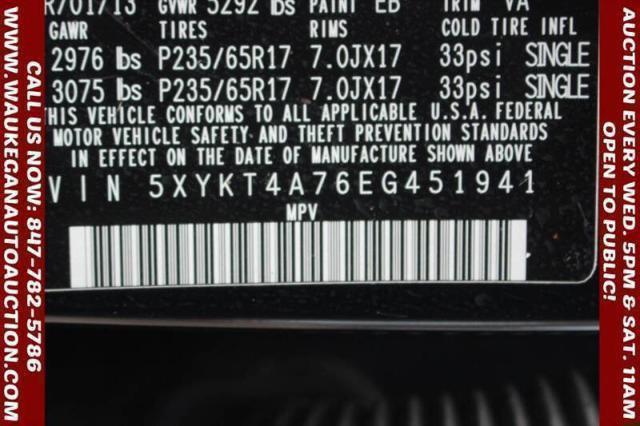 WWW.WAUKEGANAUTOAUCTION.COM
CALL US NOW: 847-782-5786
R/01/13 GVWR 5292 lbs PAINT EB TRIM VA
GAWR TIRES RIMS COLD TIRE INFL
2976 lbs P235/65R17 7.0JX17 33psi SINGLE
3075 lbs P235/65R17 7.0JX17 33psi SINGLE
THIS VEHICLE CONFORMS TO ALL APPLICABLE U.S.A. FEDERAL
MOTOR VEHICLE SAFETY AND THEFT PREVENTION STANDARDS
IN EFFECT ON THE DATE OF MANUFACTURE SHOWN ABOVE
VIN 5XYKT4A76EG451941
MPV
AUCTION EVERY WED. 5PM & SAT. 11AM
OPEN TO PUBLIC!